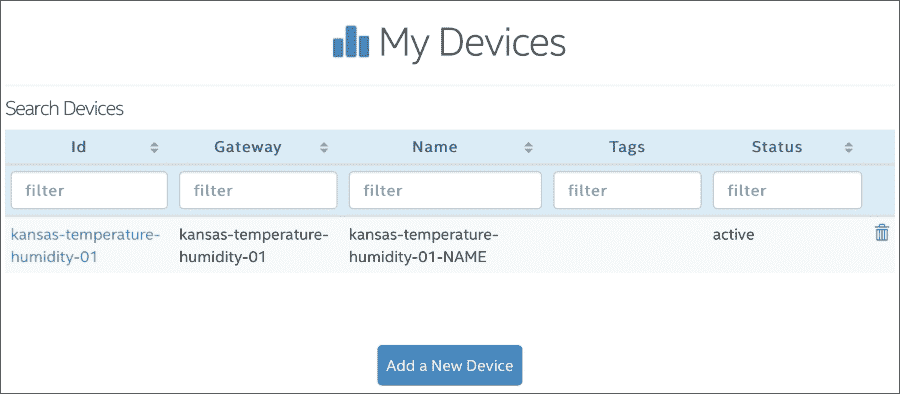 My Devices
Search Devices
Id Gateway Name Tags Status
filter filter filter filter filter
kansas-temperature- kansas-temperature- kansas-temperature- active
humidity-01 humidity-01 humidity-01-NAME
Add a New Device